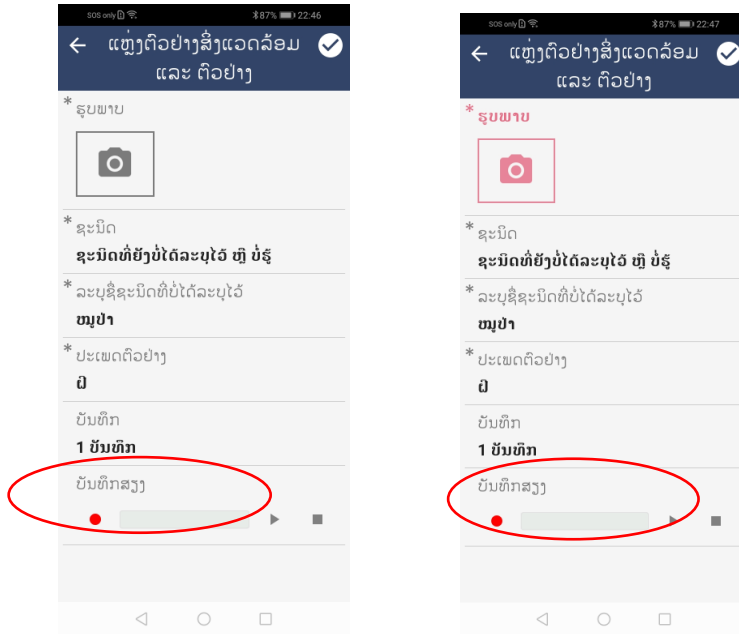 SOS only 87% 22:46
ແຫຼ່ງຕົວຢ່າງສິ່ງແວດລ້ອມ
ແລະ ຕົວຢ່າງ
* ຮູບພາບ
* ຊະນິດ
ຊະນິດທີ່ຍັງບໍ່ໄດ້ລະບຸໄວ້ ຫຼື ບໍ່ຮູ້
* ລະບຸຊື່ຊະນິດທີ່ບໍ່ໄດ້ລະບຸໄວ້
ໝູປ່າ
* ປະເພດຕົວຢ່າງ
ຝີ
ບັນທຶກ
1 ບັນທຶກ
ບັນທຶກສຽງ
SOS only 87% 22:47
ແຫຼ່ງຕົວຢ່າງສິ່ງແວດລ້ອມ
ແລະ ຕົວຢ່າງ
* ຮູບພາບ
* ຊະນິດ
ຊະນິດທີ່ຍັງບໍ່ໄດ້ລະບຸໄວ້ ຫຼື ບໍ່ຮູ້
* ລະບຸຊື່ຊະນິດທີ່ບໍ່ໄດ້ລະບຸໄວ້
ໝູປ່າ
* ປະເພດຕົວຢ່າງ
ຝີ
ບັນທຶກ
1 ບັນທຶກ
ບັນທຶກສຽງ